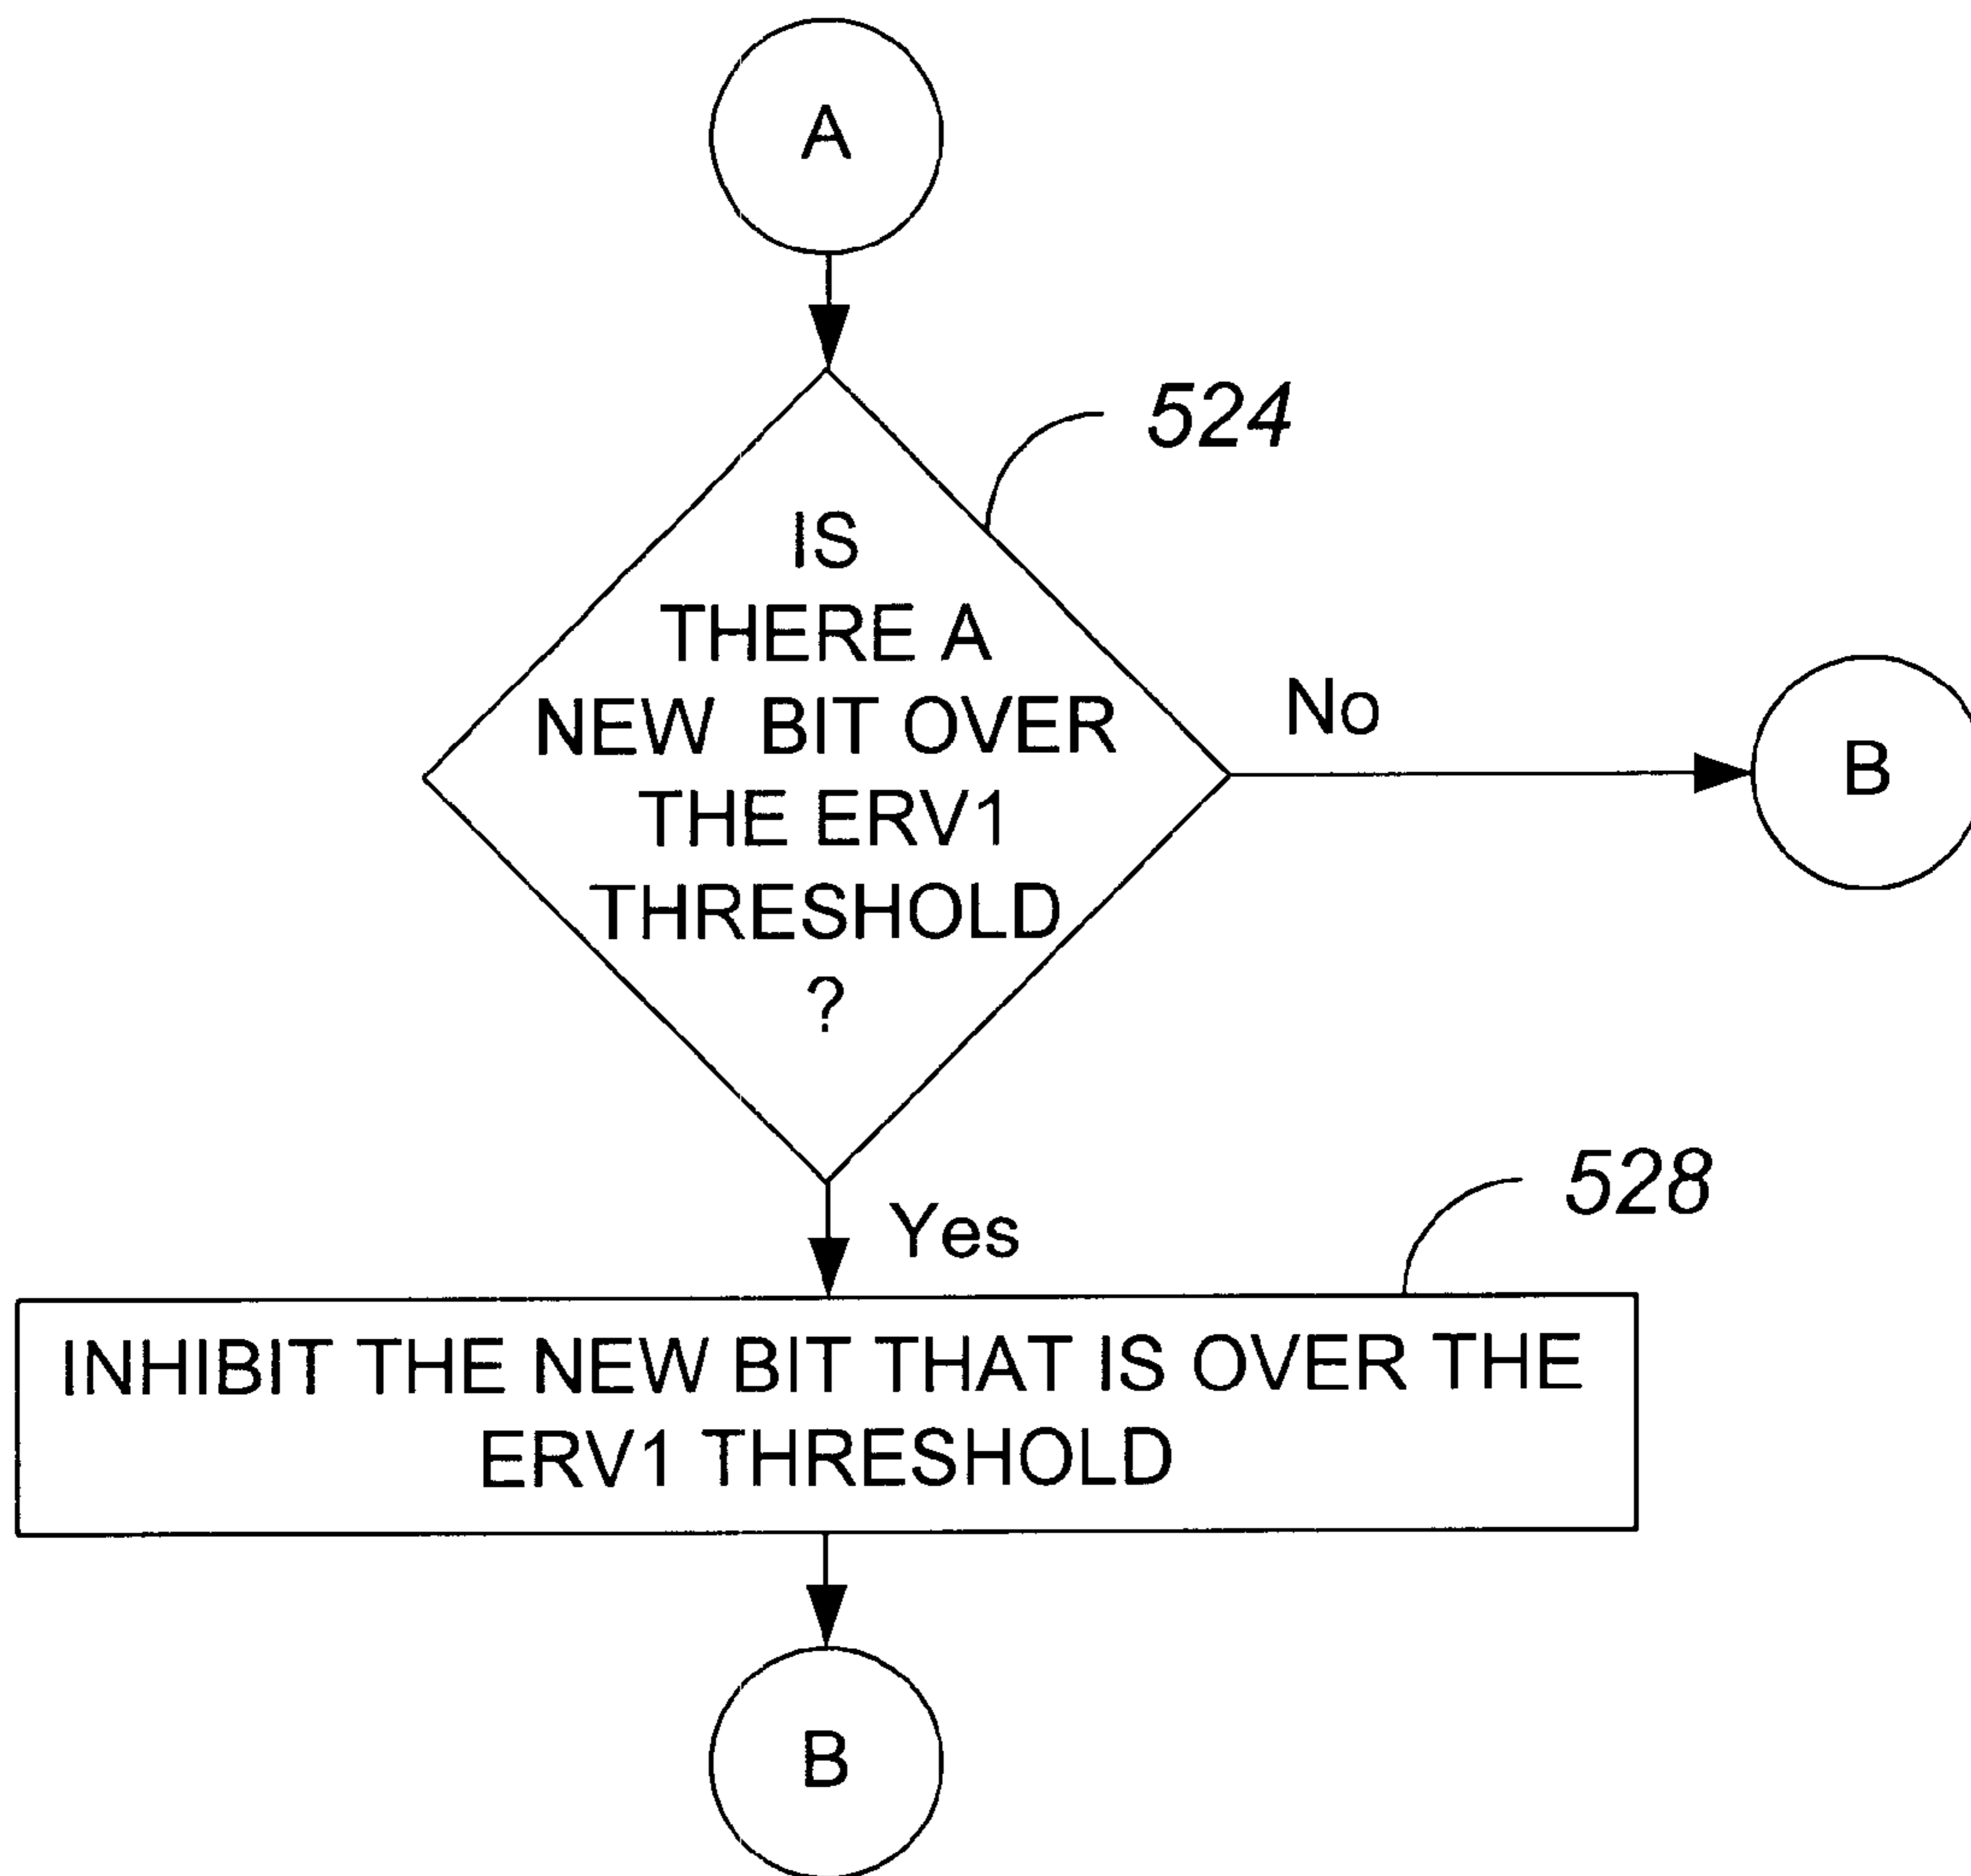 A
524
IS
THERE A
NEW BIT OVER
THE ERV1
THRESHOLD
?
No
B
Yes
528
INHIBIT THE NEW BIT THAT IS OVER THE
ERV1 THRESHOLD
B